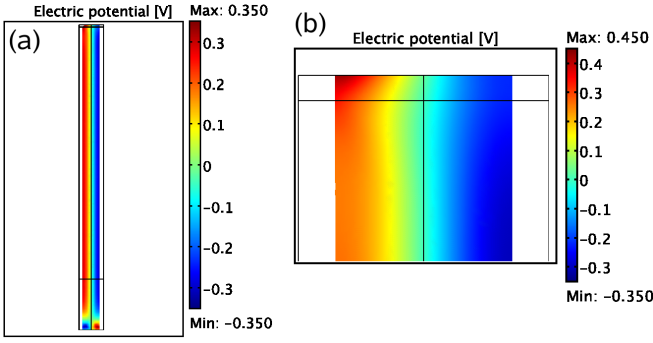 Electric potential [V]
Max: 0.350
(a)
0.3
0.2
0.1
0
-0.1
-0.2
-0.3
Min: -0.350
(b)
Electric potential [V]
Max: 0.450
0.4
0.3
0.2
0.1
0
-0.1
-0.2
-0.3
Min: -0.350